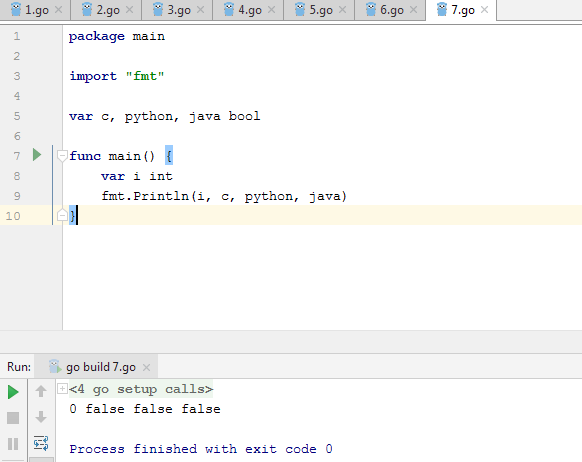 1.go 2.go 3.go 4.go 5.go 6.go 7.go
1 package main
2
3 import "fmt"
4
5 var c, python, java bool
6
7 func main() {
8 var i int
9 fmt.Println(i, c, python, java)
10 }
Run: go build 7.go
<4 go setup calls>
0 false false false
Process finished with exit code 0